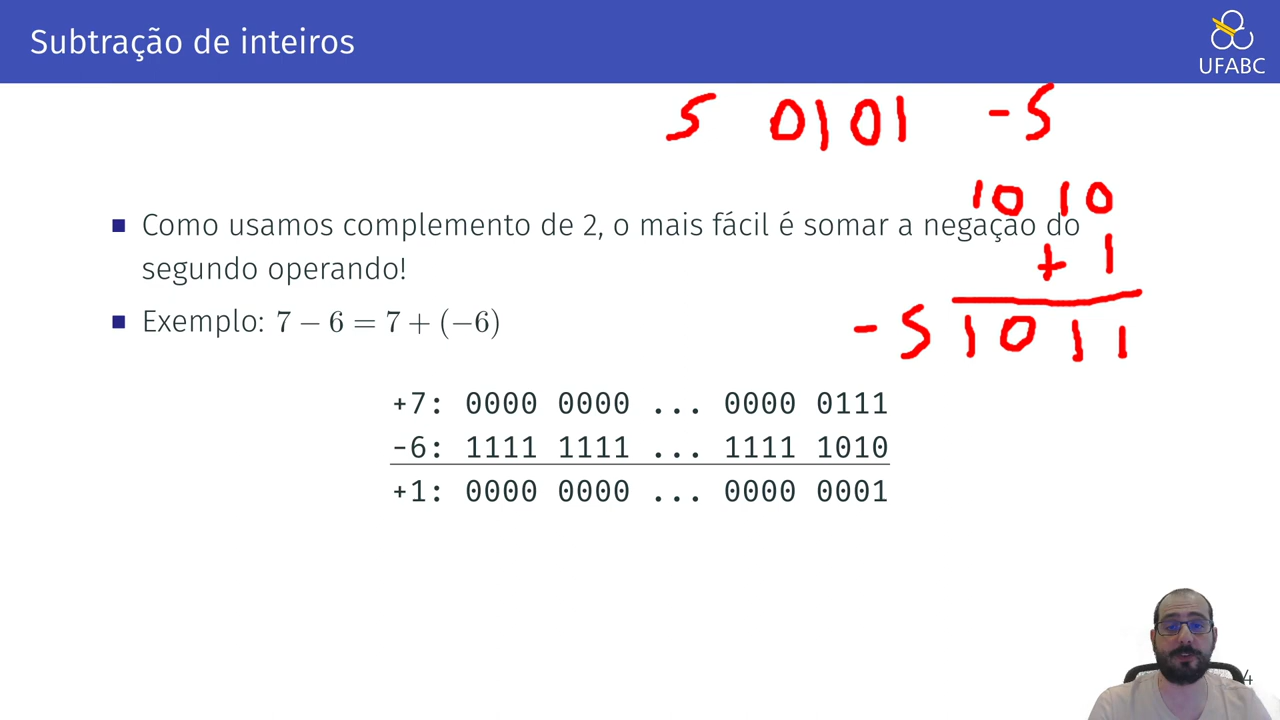 Subtração de inteiros
UFABC
5 0101 -5
1010
+ 1
-5 1011
Como usamos complemento de 2, o mais fácil é somar a negação do
segundo operando!
Exemplo: 7 − 6 = 7 + (−6)
+7: 0000 0000 ... 0000 0111
-6: 1111 1111 ... 1111 1010
+1: 0000 0000 ... 0000 0001
4